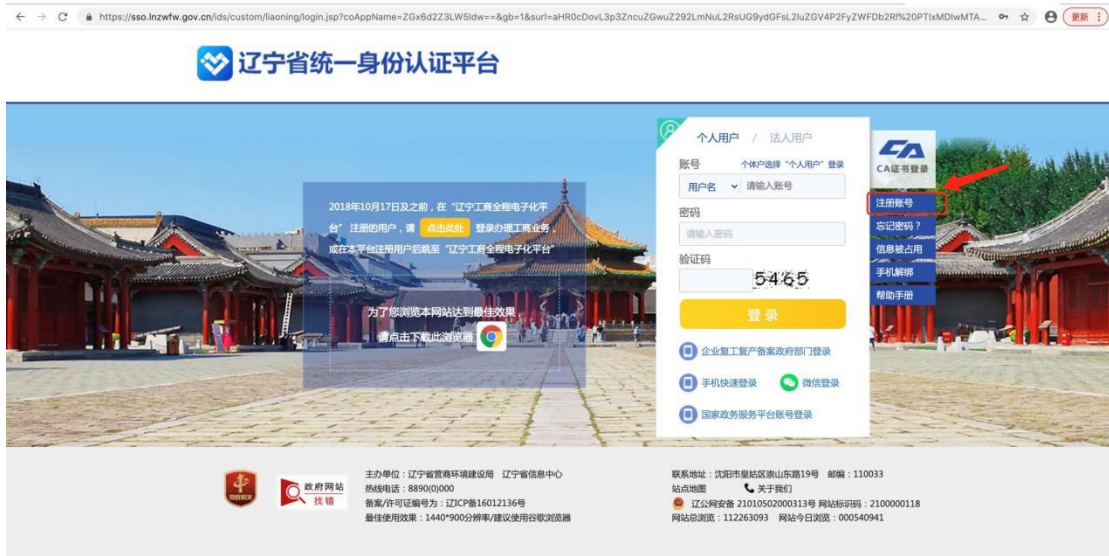 https://sso.lnzwfw.gov.cn/ids/custom/liaoning/login.jsp?coAppName=ZGx6d2Z3LW5ldw==&gb=1&surl=aHR0cDovL3p3ZncuZGwuZ292LmNuL2RsUG9ydGFsL2luZGV4P2FyZWFDb2Rl%20PTIxMDIwMTA...
更新
辽宁省统一身份认证平台
个人用户 / 法人用户
账号 个体户选择 “个人用户” 登录
用户名 请输入账号
密码
请输入密码
验证码
5465
登录
企业复工复产备案政府部门登录
手机快速登录 微信登录
国家政务服务平台账号登录
CA
CA证书登录
注册账号
忘记密码？
信息被占用
手机解绑
帮助手册
2018年10月17日及之前，在 “辽宁工商全程电子化平
台” 注册的用户，请 点击此处 登录办理工商业务，
或在本平台注册用户后跳至 “辽宁工商全程电子化平台”
为了您浏览本网站达到最佳效果
请点击下载此浏览器
党政机关
政府网站
找错
主办单位：辽宁省营商环境建设局 辽宁省信息中心
热线电话：8890(0)000
备案/许可证编号为：辽ICP备16012136号
最佳使用效果：1440*900分辨率/建议使用谷歌浏览器
联系地址：沈阳市皇姑区崇山东路19号 邮编：110033
站点地图 关于我们
辽公网安备 21010502000313号 网站标识码：2100000118
网站总浏览：112263093 网站今日浏览：000540941